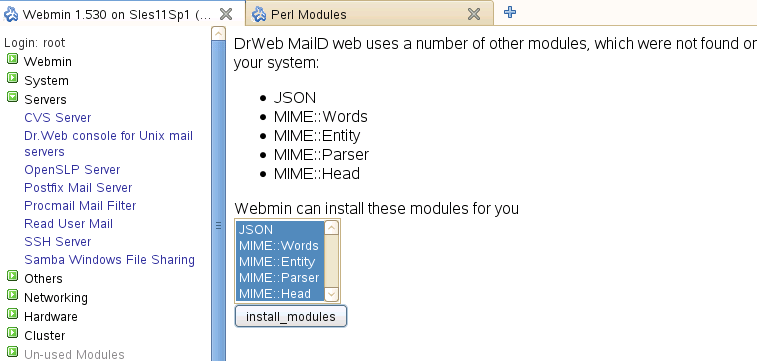 Webmin 1.530 on Sles11Sp1 (...
Perl Modules
Login: root
Webmin
System
Servers
CVS Server
Dr.Web console for Unix mail
servers
OpenSLP Server
Postfix Mail Server
Procmail Mail Filter
Read User Mail
SSH Server
Samba Windows File Sharing
Others
Networking
Hardware
Cluster
Un-used Modules
DrWeb MailD web uses a number of other modules, which were not found on
your system:
JSON
MIME::Words
MIME::Entity
MIME::Parser
MIME::Head
Webmin can install these modules for you
JSON
MIME::Words
MIME::Entity
MIME::Parser
MIME::Head
install_modules